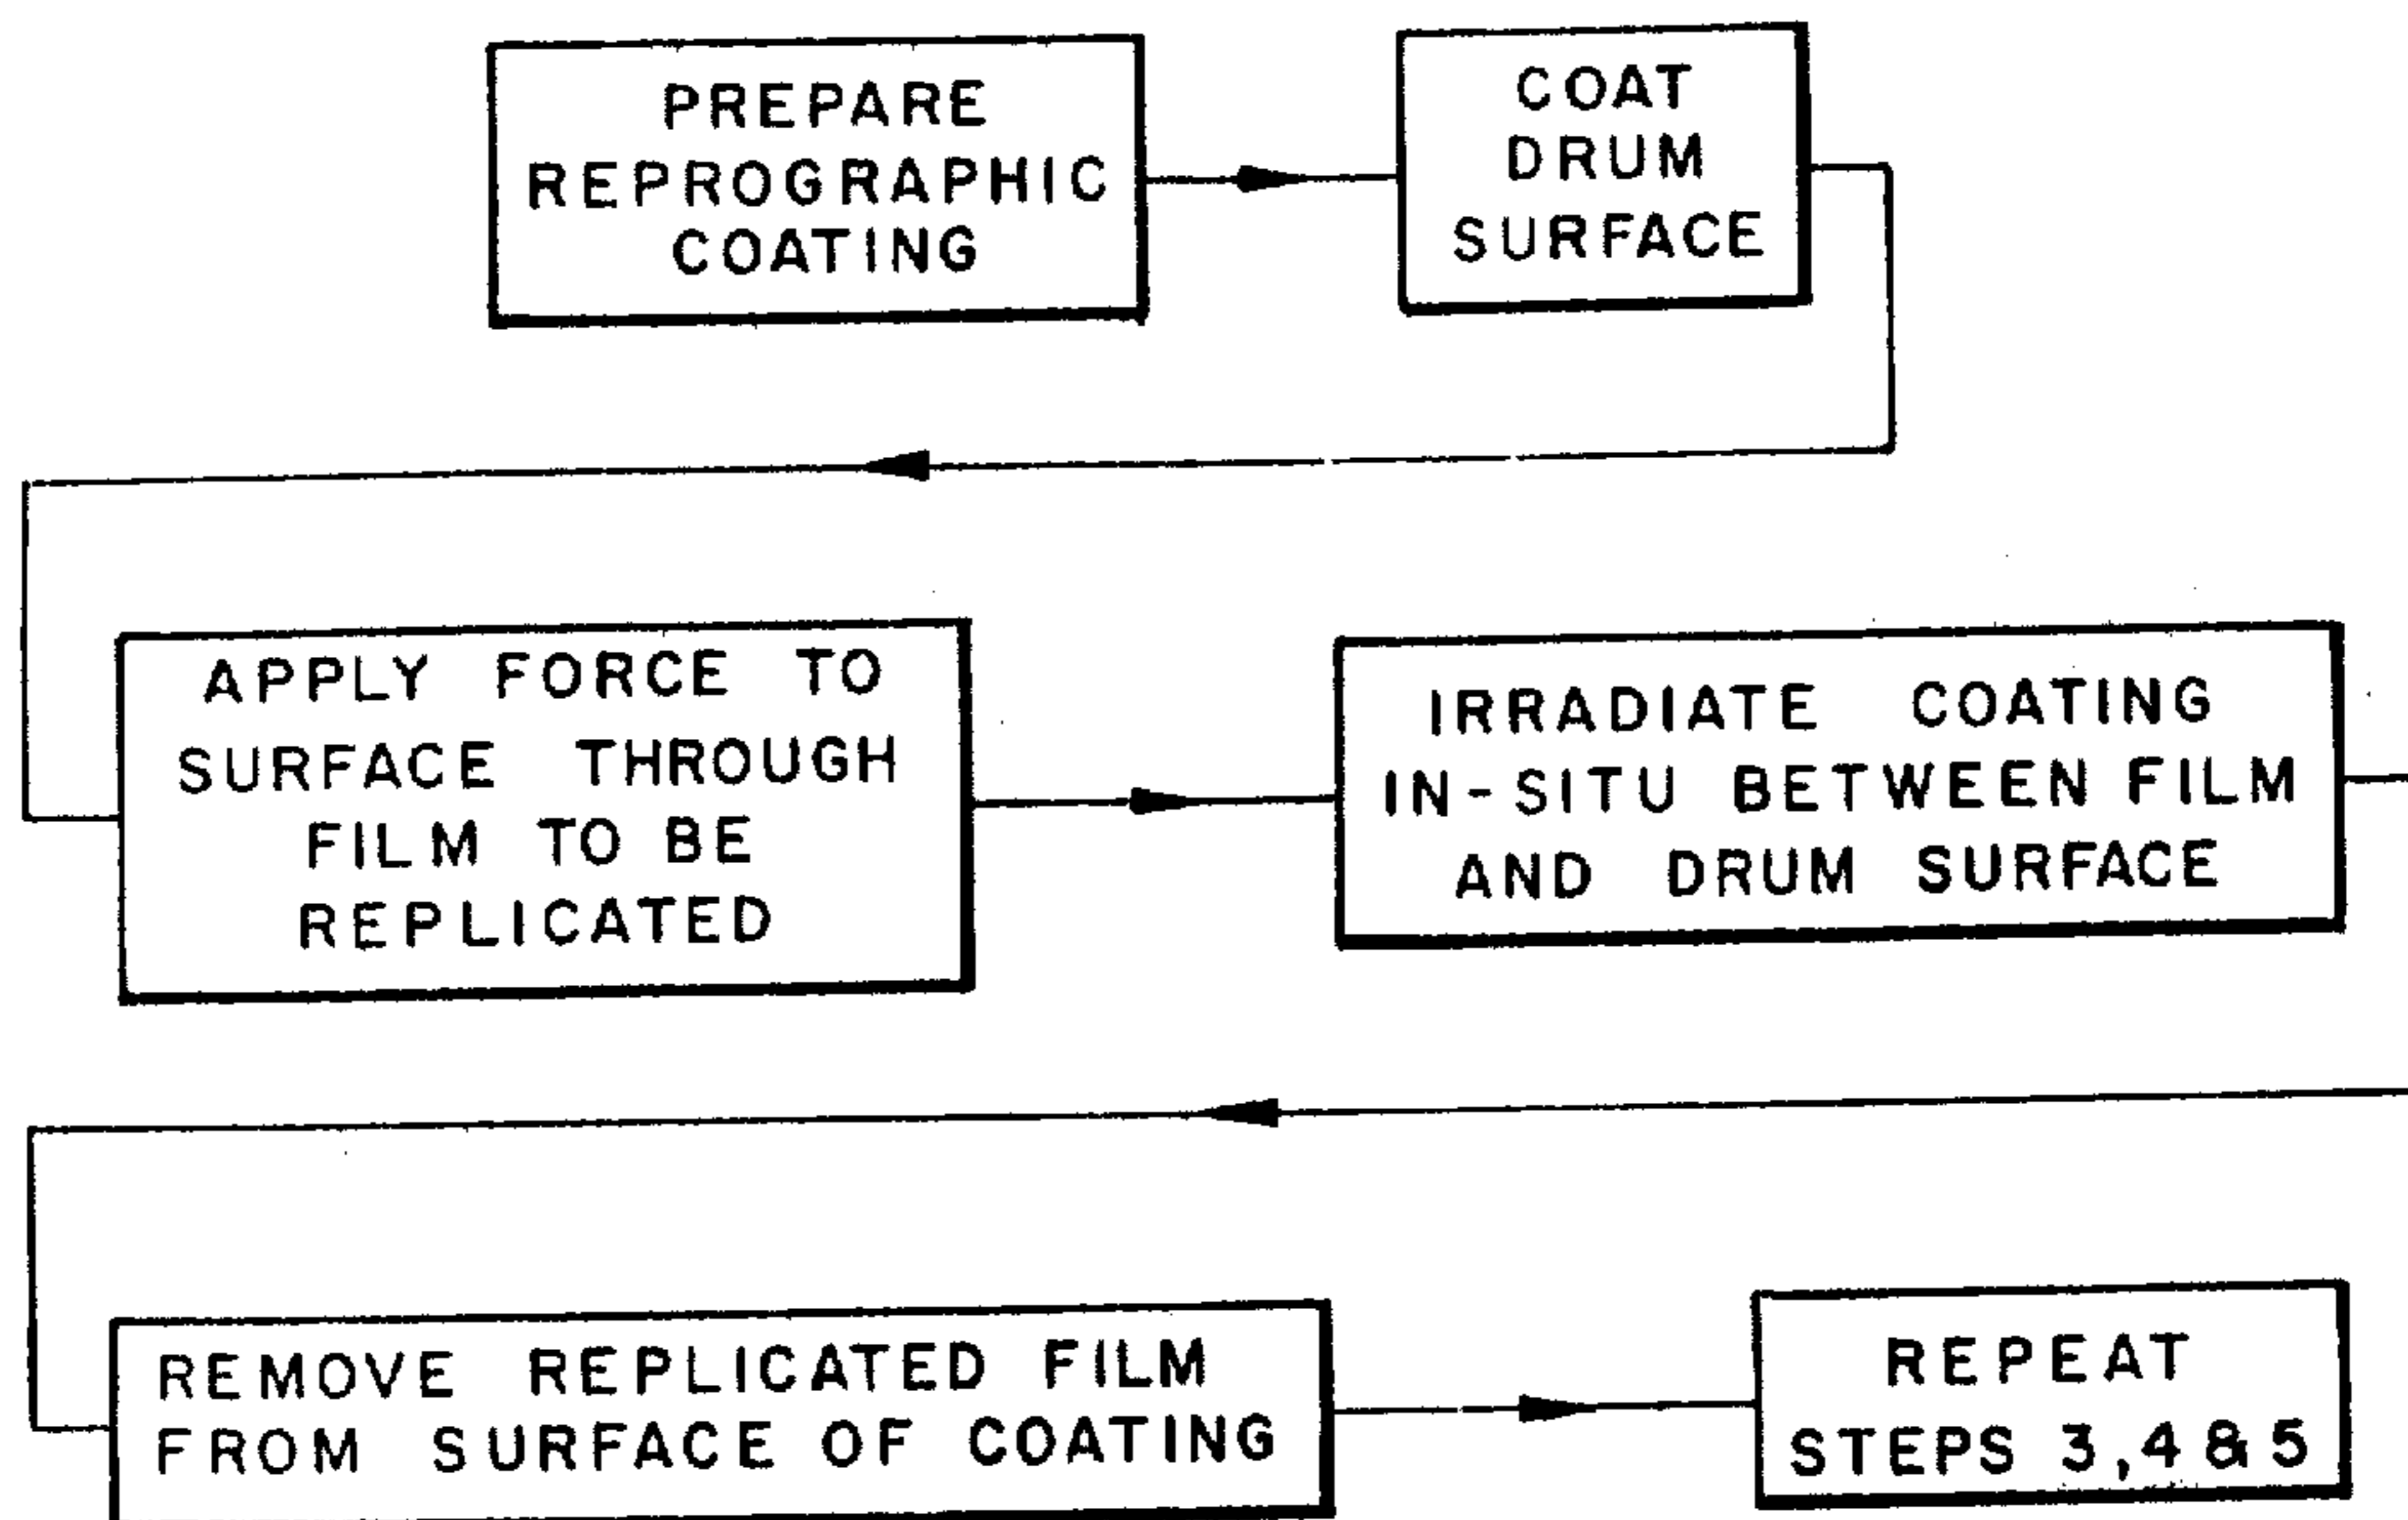 PREPARE
REPROGRAPHIC
COATING
COAT
DRUM
SURFACE
APPLY FORCE TO
SURFACE THROUGH
FILM TO BE
REPLICATED
IRRADIATE COATING
IN-SITU BETWEEN FILM
AND DRUM SURFACE
REMOVE REPLICATED FILM
FROM SURFACE OF COATING
REPEAT
STEPS 3,4&5